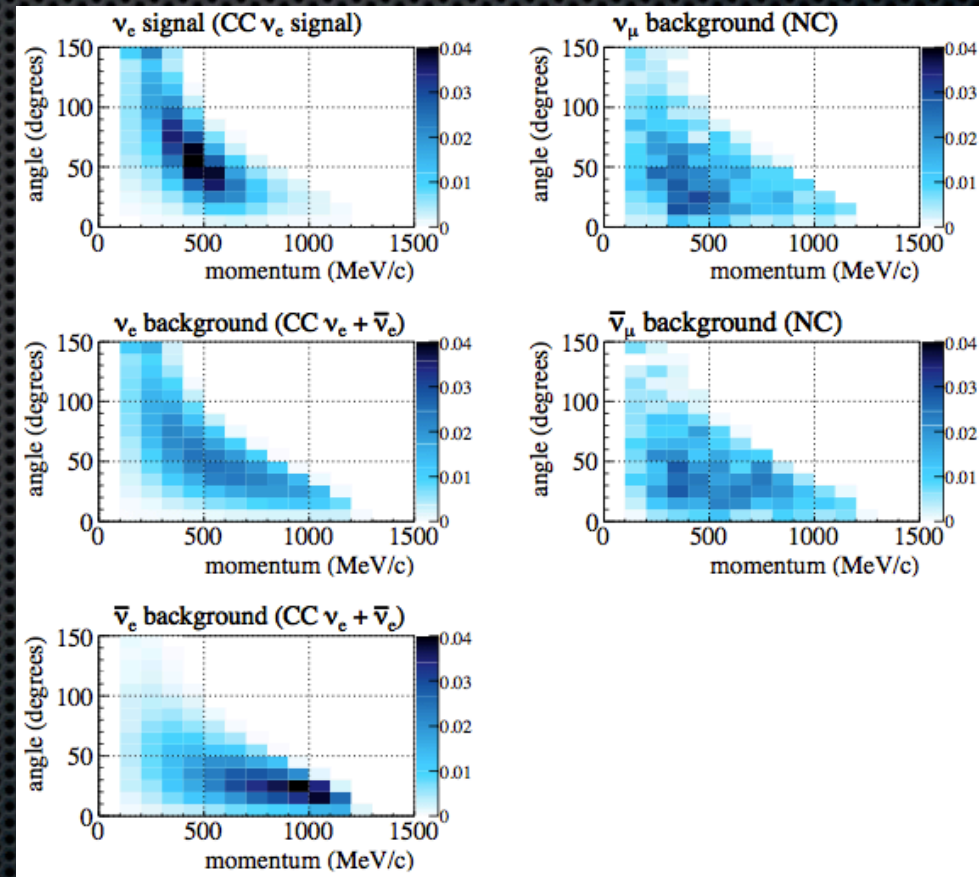 νe signal (CC νe signal)
angle (degrees)
150
100
50
0
0 500 1000 1500
momentum (MeV/c)
0.04
0.03
0.02
0.01
0
νμ background (NC)
angle (degrees)
150
100
50
0
0 500 1000 1500
momentum (MeV/c)
0.04
0.03
0.02
0.01
0
νe background (CC νe + ν̅e)
angle (degrees)
150
100
50
0
0 500 1000 1500
momentum (MeV/c)
0.04
0.03
0.02
0.01
0
ν̅μ background (NC)
angle (degrees)
150
100
50
0
0 500 1000 1500
momentum (MeV/c)
0.04
0.03
0.02
0.01
0
ν̅e background (CC νe + ν̅e)
angle (degrees)
150
100
50
0
0 500 1000 1500
momentum (MeV/c)
0.04
0.03
0.02
0.01
0